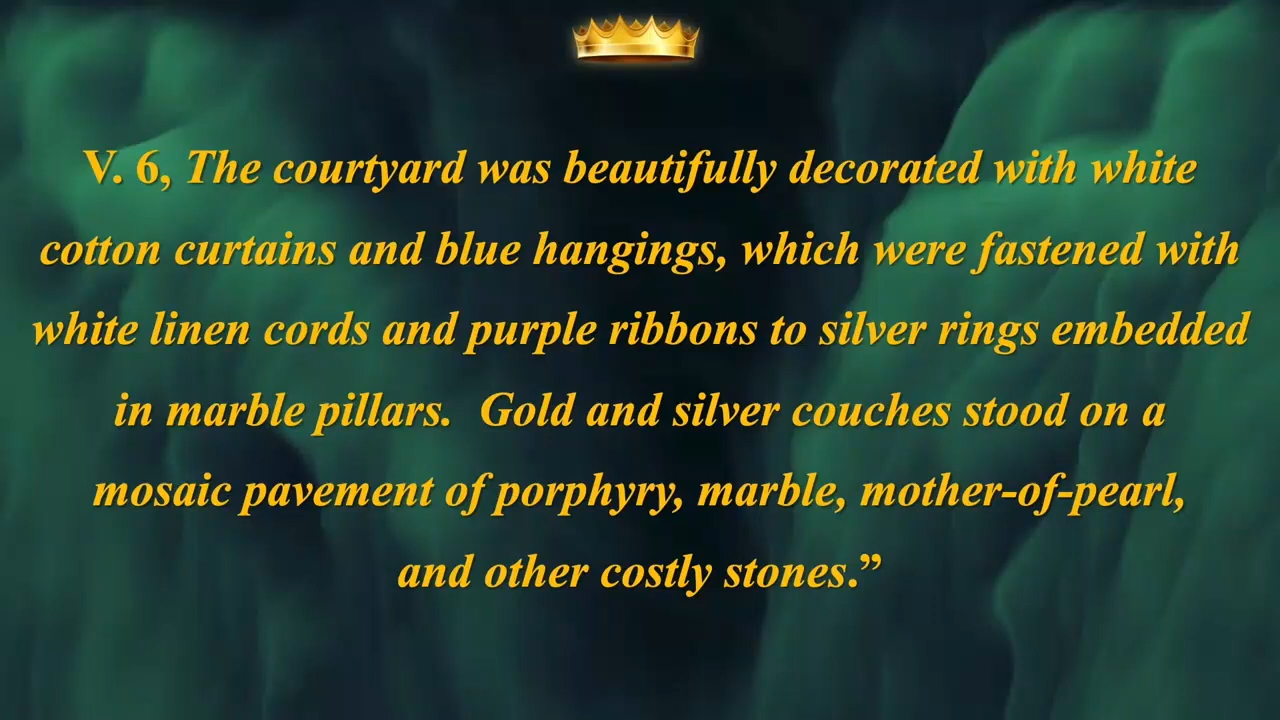 V. 6, The courtyard was beautifully decorated with white
cotton curtains and blue hangings, which were fastened with
white linen cords and purple ribbons to silver rings embedded
in marble pillars.  Gold and silver couches stood on a
mosaic pavement of porphyry, marble, mother-of-pearl,
and other costly stones.”